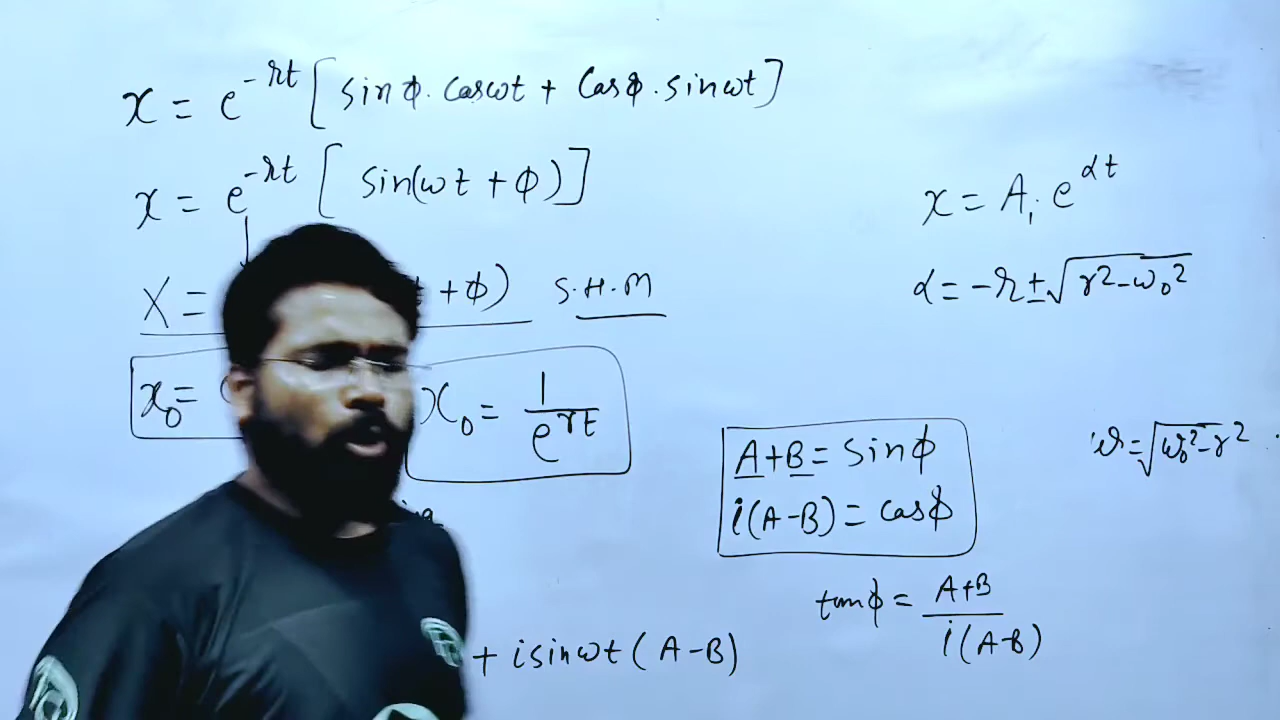 x = e^{-rt} [ sinϕ. cosωt + Cosϕ. sinωt ]
x = e^{-rt} [ sin(ωt + ϕ) ]
x = A, e^{αt}
α = -r ± √(r² - ω₀²)
X = + ϕ) S.H.M
x₀ =
x₀ = 1 / e^{rt}
A+B = sinϕ
i(A-B) = cosϕ
ω = √(ω₀² - r²)
tanϕ = A+B / i(A-B)
+ i sinωt (A-B)